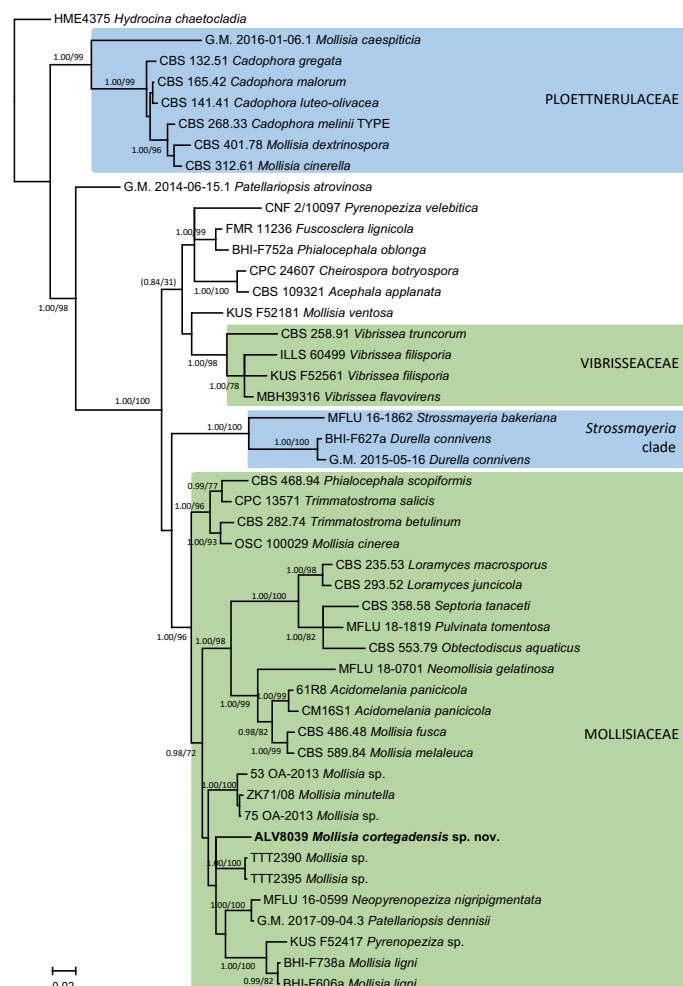 HME4375 Hydrocina chaetocladia
G.M. 2016-01-06.1 Mollisia caespiticia
1.00/99
CBS 132.51 Cadophora gregata
1.00/99
CBS 165.42 Cadophora malorum
CBS 141.41 Cadophora luteo-olivacea
PLOETTNERULACEAE
CBS 268.33 Cadophora melinii TYPE
CBS 401.78 Mollisia dextrinospora
1.00/96
CBS 312.61 Mollisia cinerella
G.M. 2014-06-15.1 Patellariopsis atrovinosa
CNF 2/10097 Pyrenopeziza velebitica
1.00/99
FMR 11236 Fuscosclera lignicola
BHI-F752a Phialocephala oblonga
CPC 24607 Cheirospora botryospora
(0.84/31)
1.00/100
CBS 109321 Acephala applanata
1.00/98
KUS F52181 Mollisia ventosa
CBS 258.91 Vibrissea truncorum
ILLS 60499 Vibrissea filisporia
1.00/98
VIBRISSEACEAE
KUS F52561 Vibrissea filisporia
1.00/78
MBH39316 Vibrissea flavovirens
1.00/100
MFLU 16-1862 Strossmayeria bakeriana
1.00/100
Strossmayeria
clade
BHI-F627a Durella connivens
1.00/100
G.M. 2015-05-16 Durella connivens
CBS 468.94 Phialocephala scopiformis
0.99/77
CPC 13571 Trimmatostroma salicis
1.00/96
CBS 282.74 Trimmatostroma betulinum
1.00/93
OSC 100029 Mollisia cinerea
CBS 235.53 Loramyces macrosporus
1.00/98
CBS 293.52 Loramyces juncicola
1.00/100
CBS 358.58 Septoria tanaceti
MFLU 18-1819 Pulvinata tomentosa
1.00/96
1.00/98
1.00/82
CBS 553.79 Obtectodiscus aquaticus
MFLU 18-0701 Neomollisia gelatinosa
61R8 Acidomelania panicicola
1.00/99
1.00/99
CM16S1 Acidomelania panicicola
CBS 486.48 Mollisia fusca
0.98/82
MOLLISIACEAE
1.00/99
CBS 589.84 Mollisia melaleuca
0.98/72
53 OA-2013 Mollisia sp.
1.00/100
ZK71/08 Mollisia minutella
75 OA-2013 Mollisia sp.
ALV8039 Mollisia cortegadensis sp. nov.
TTT2390 Mollisia sp.
1.00/100
TTT2395 Mollisia sp.
MFLU 16-0599 Neopyrenopeziza nigripigmentata
1.00/100
G.M. 2017-09-04.3 Patellariopsis dennisii
KUS F52417 Pyrenopeziza sp.
1.00/100
BHI-F738a Mollisia ligni
0.99/82
BHI-F606a Mollisia ligni
0.02